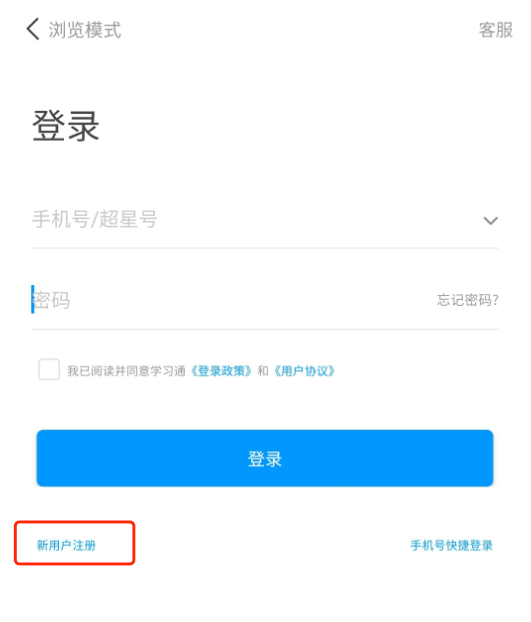 浏览模式 客服
登录
手机号/超星号
密码 忘记密码?
我已阅读并同意学习通《登录政策》和《用户协议》
登录
新用户注册 手机号快捷登录